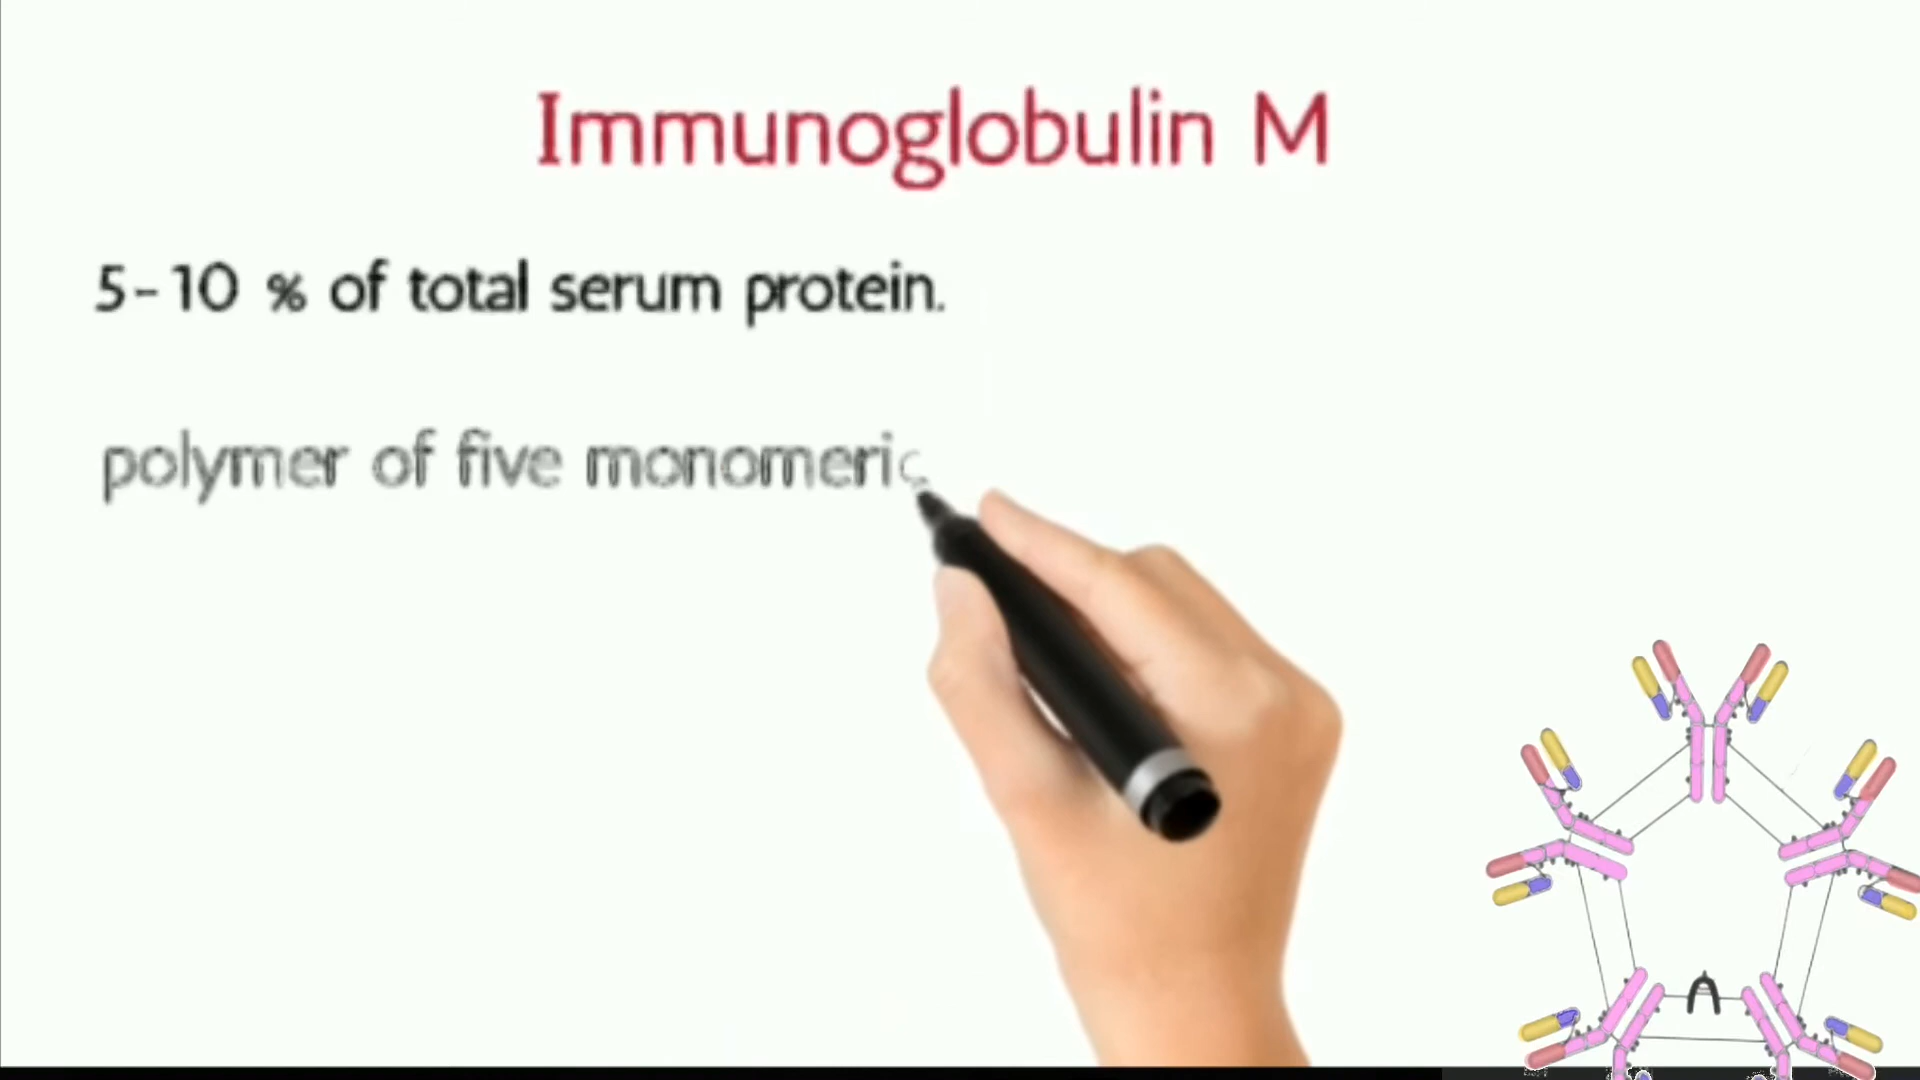 Immunoglobulin M
5-10 % of total serum protein.
polymer of five monomeric